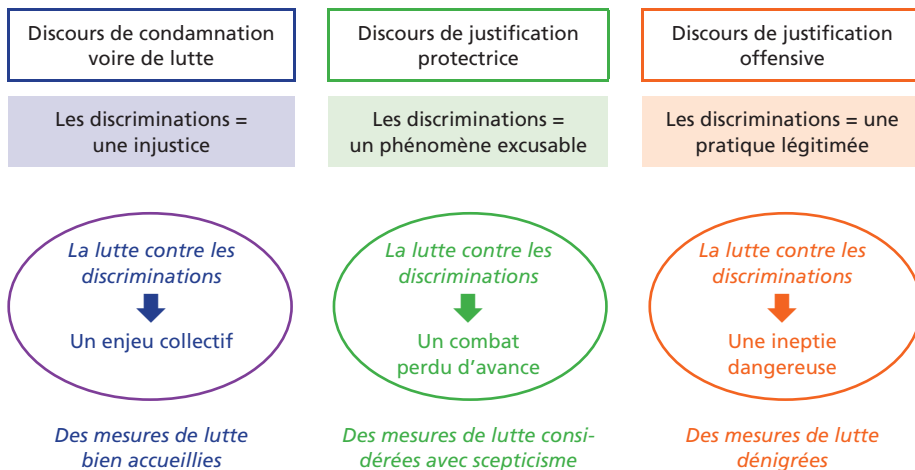 Discours de condamnation
voire de lutte
Les discriminations =
une injustice
La lutte contre les
discriminations
Un enjeu collectif
Des mesures de lutte
bien accueillies
Discours de justification
protectrice
Les discriminations =
un phénomène excusable
La lutte contre les
discriminations
Un combat
perdu d'avance
Des mesures de lutte consi-
dérées avec scepticisme
Discours de justification
offensive
Les discriminations = une
pratique légitimée
La lutte contre les
discriminations
Une ineptie
dangereuse
Des mesures de lutte
dénigrées